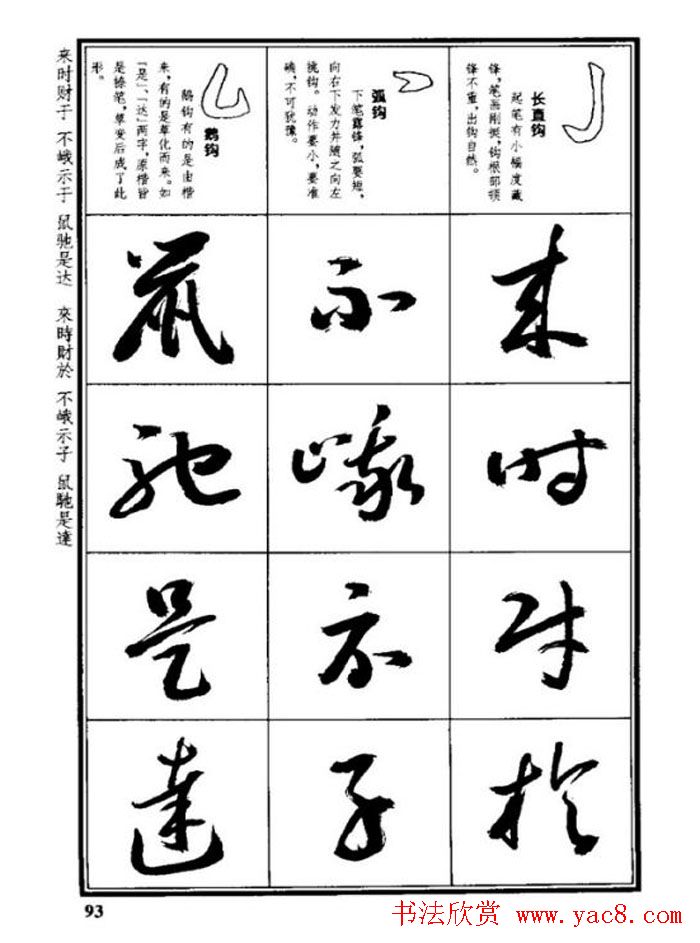 长直钩
起笔有小幅度藏
锋，笔画刚挺，钩根部顿
锋不重，出钩自然。
来
时
财
於
弧钩
下笔露锋，弧要短，
向右下发力并随之向左
挑钩。动作要小，要准
确，不可犹豫。
不
峨
示
子
鹅钩
鹅钩有的是由楷
来，有的是草化而来。如
“是”、“达”两字，原楷皆
是捺笔，草变后成了此
形。
鼠
驰
是
達
来时财于 不峨示子 鼠驰是达 來時財於 不峨示子 鼠馳是達
93
书法欣赏 www.yac8.com